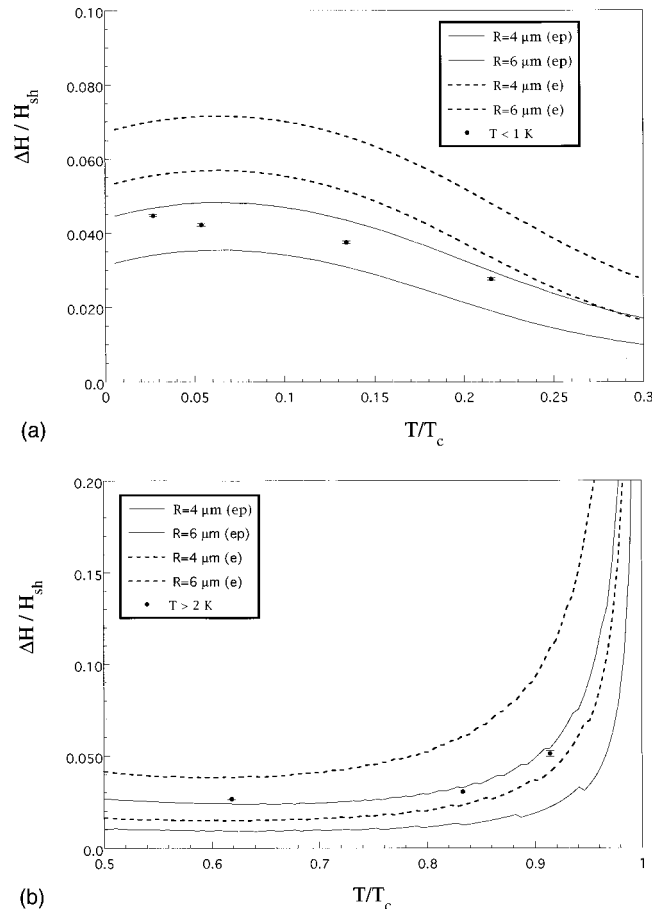 0.10
0.080
0.060
0.040
0.020
0.0
ΔH / H_sh
R=4 μm (ep)
R=6 μm (ep)
R=4 μm (e)
R=6 μm (e)
T < 1 K
0
0.05
0.1
0.15
0.2
0.25
0.3
T/T_c
(a)
0.20
0.15
0.10
0.050
0.0
ΔH / H_sh
R=4 μm (ep)
R=6 μm (ep)
R=4 μm (e)
R=6 μm (e)
T > 2 K
0.5
0.6
0.7
0.8
0.9
1
T/T_c
(b)